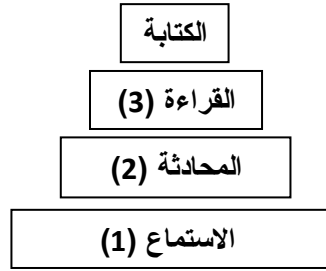 الكتابة
القراءة (3)
المحادثة (2)
الاستماع (1)